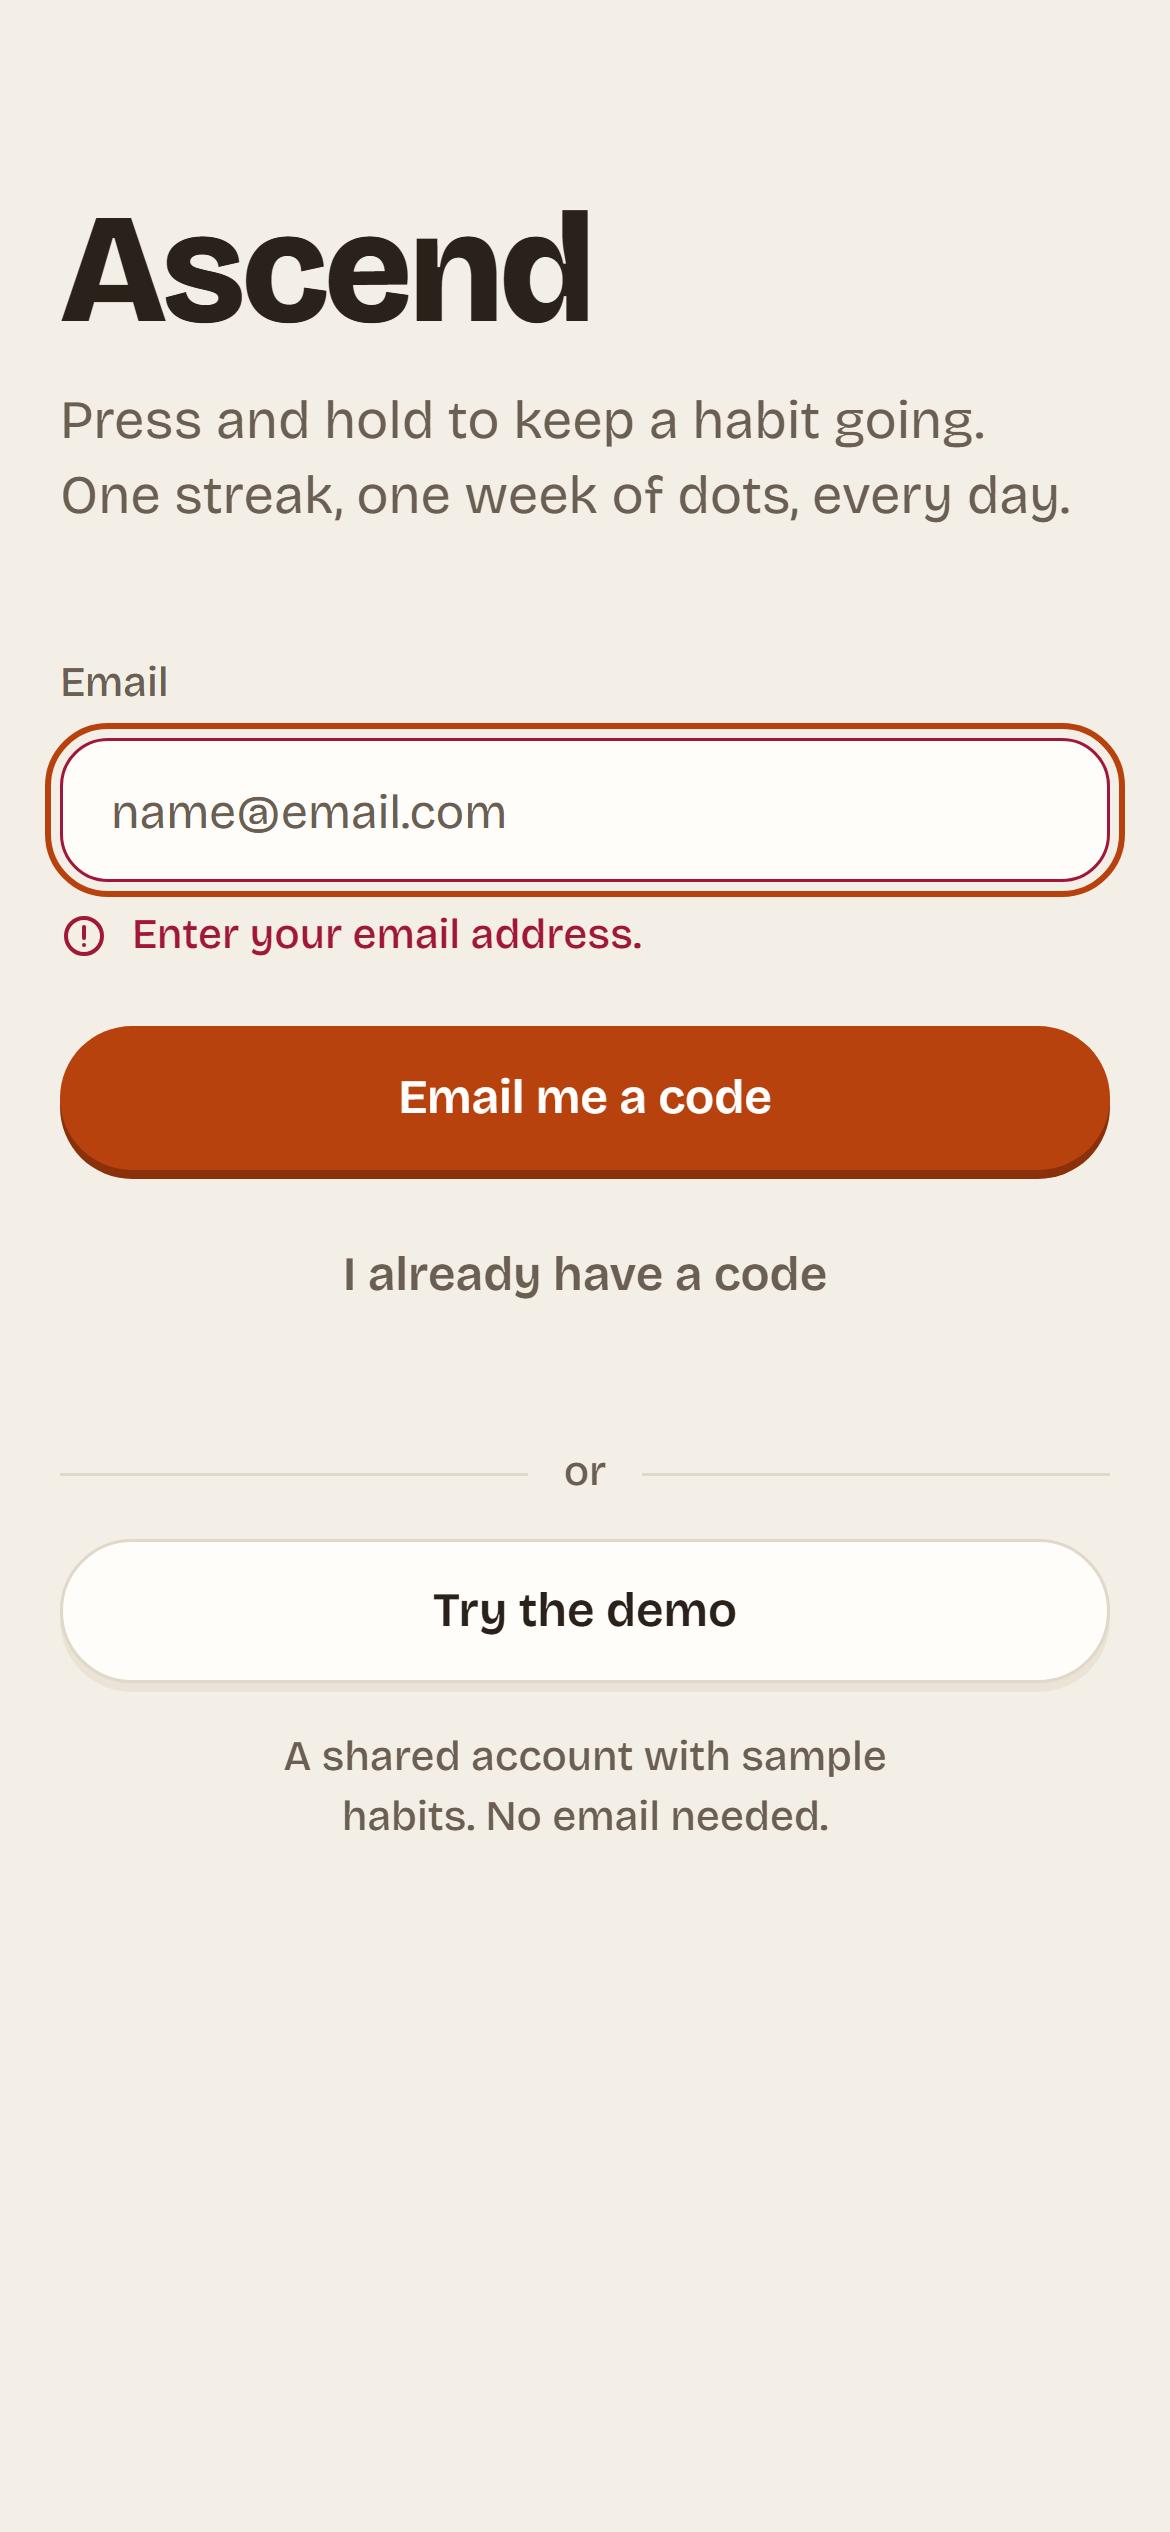 Ascend
Press and hold to keep a habit going.
One streak, one week of dots, every day.
Email
name@email.com
Enter your email address.
Email me a code
I already have a code
or
Try the demo
A shared account with sample
habits. No email needed.